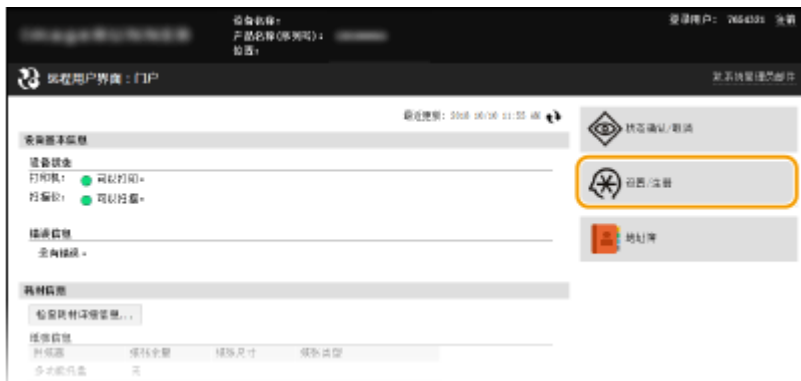 设备名称:
产品名称(序列号):
位置:
登录用户: 7654321 注销
远程用户界面:门户
致系统管理员邮件
最近更新:
设备基本信息
设备状态
打印机: 可以打印。
扫描仪: 可以扫描。
错误信息
没有错误。
耗材信息
检查耗材详细信息...
纸张信息
供纸器 纸张余量 纸张尺寸 纸张类型
多功能托盘 无
状态确认/取消
设置/注册
地址簿